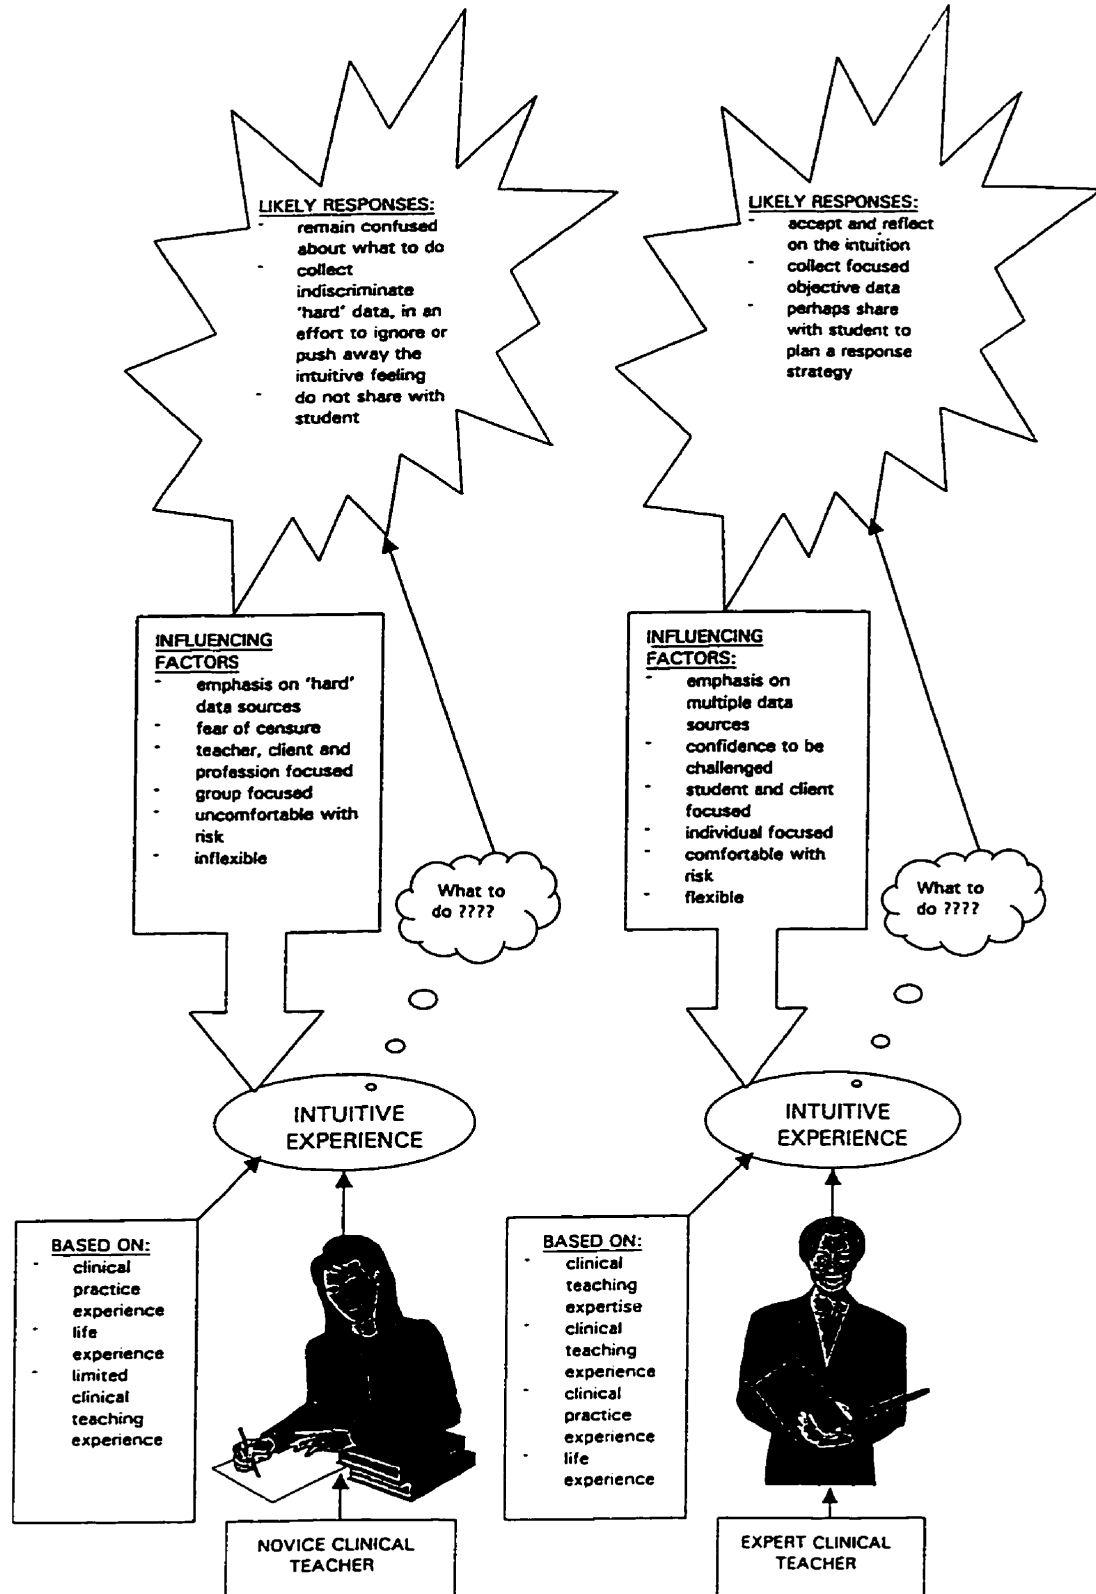 LIKELY RESPONSES:
- remain confused
about what to do
- collect
indiscriminate
'hard' data, in an
effort to ignore or
push away the
intuitive feeling
- do not share with
student
INFLUENCING
FACTORS
- emphasis on 'hard'
data sources
- fear of censure
- teacher, client and
profession focused
- group focused
- uncomfortable with
risk
- inflexible
What to
do ????
INTUITIVE
EXPERIENCE
BASED ON:
- clinical
practice
experience
- life
experience
- limited
clinical
teaching
experience
NOVICE CLINICAL
TEACHER
LIKELY RESPONSES:
- accept and reflect
on the intuition
- collect focused
objective data
- perhaps share
with student to
plan a response
strategy
INFLUENCING
FACTORS:
- emphasis on
multiple data
sources
- confidence to be
challenged
- student and client
focused
- individual focused
- comfortable with
risk
- flexible
What to
do ????
INTUITIVE
EXPERIENCE
BASED ON:
- clinical
teaching
expertise
- clinical
teaching
experience
- clinical
practice
experience
- life
experience
EXPERT CLINICAL
TEACHER